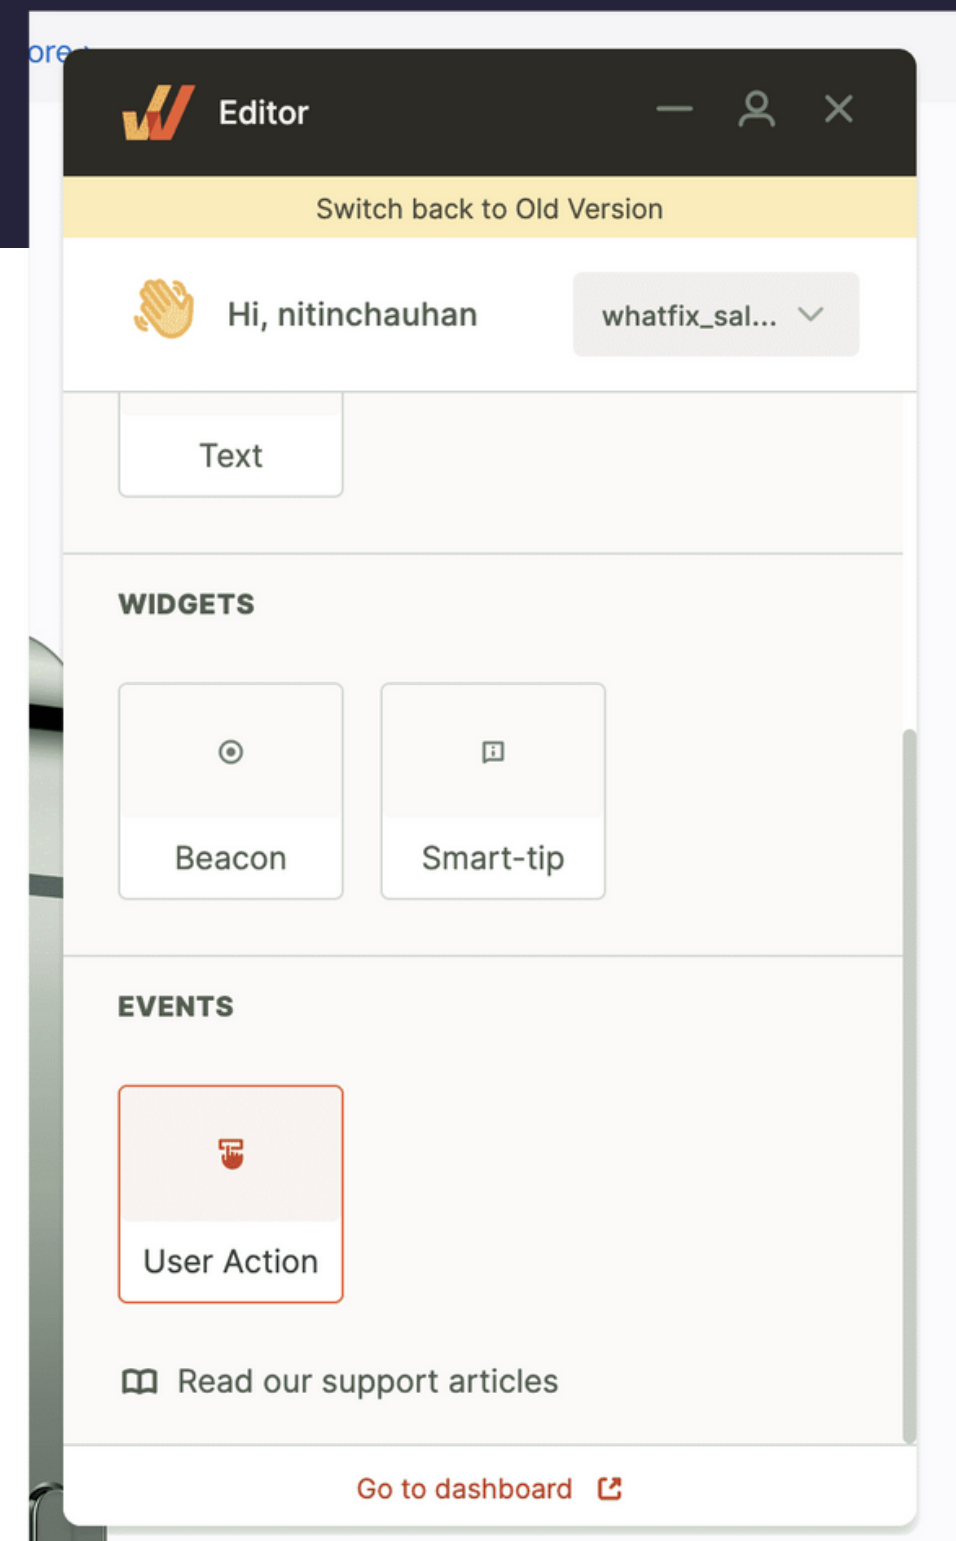 ore
Editor
Switch back to Old Version
Hi, nitinchauhan
whatfix_sal...
Text
WIDGETS
Beacon
Smart-tip
EVENTS
User Action
Read our support articles
Go to dashboard